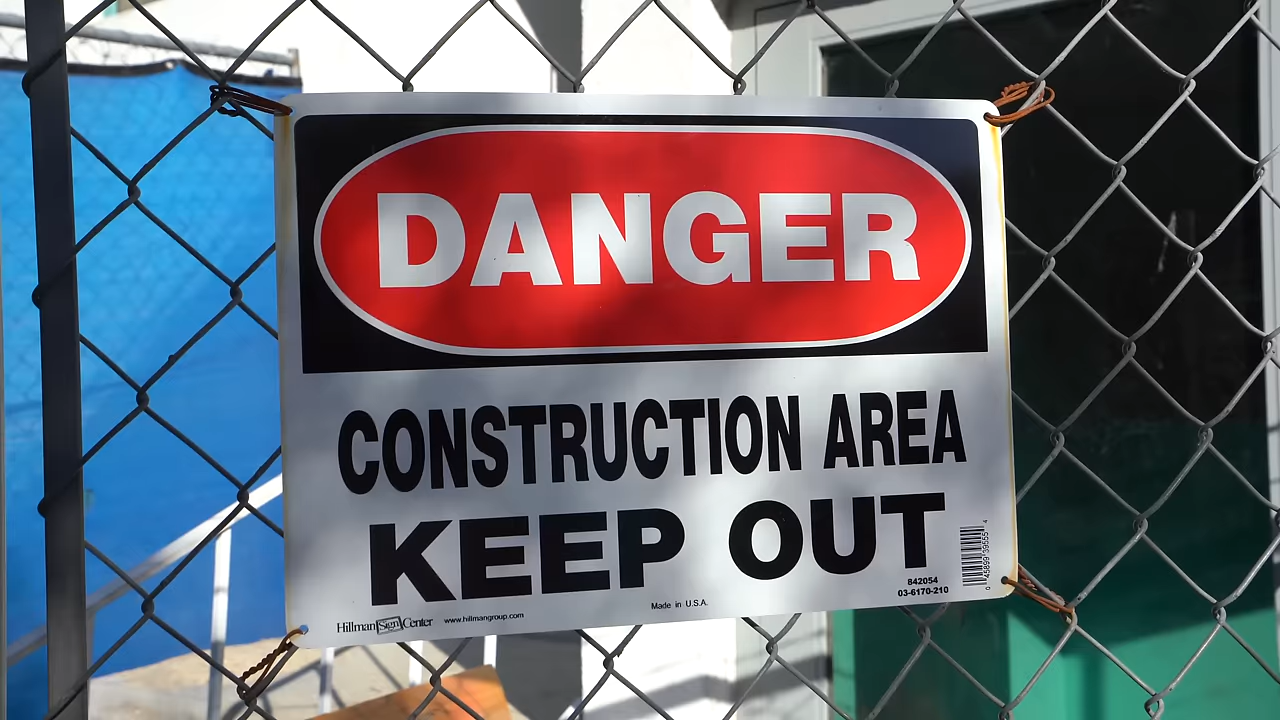 DANGER
CONSTRUCTION AREA
KEEP OUT
842054
03-6170-210
Hillman Sign Center www.hillmangroup.com
Made in U.S.A.